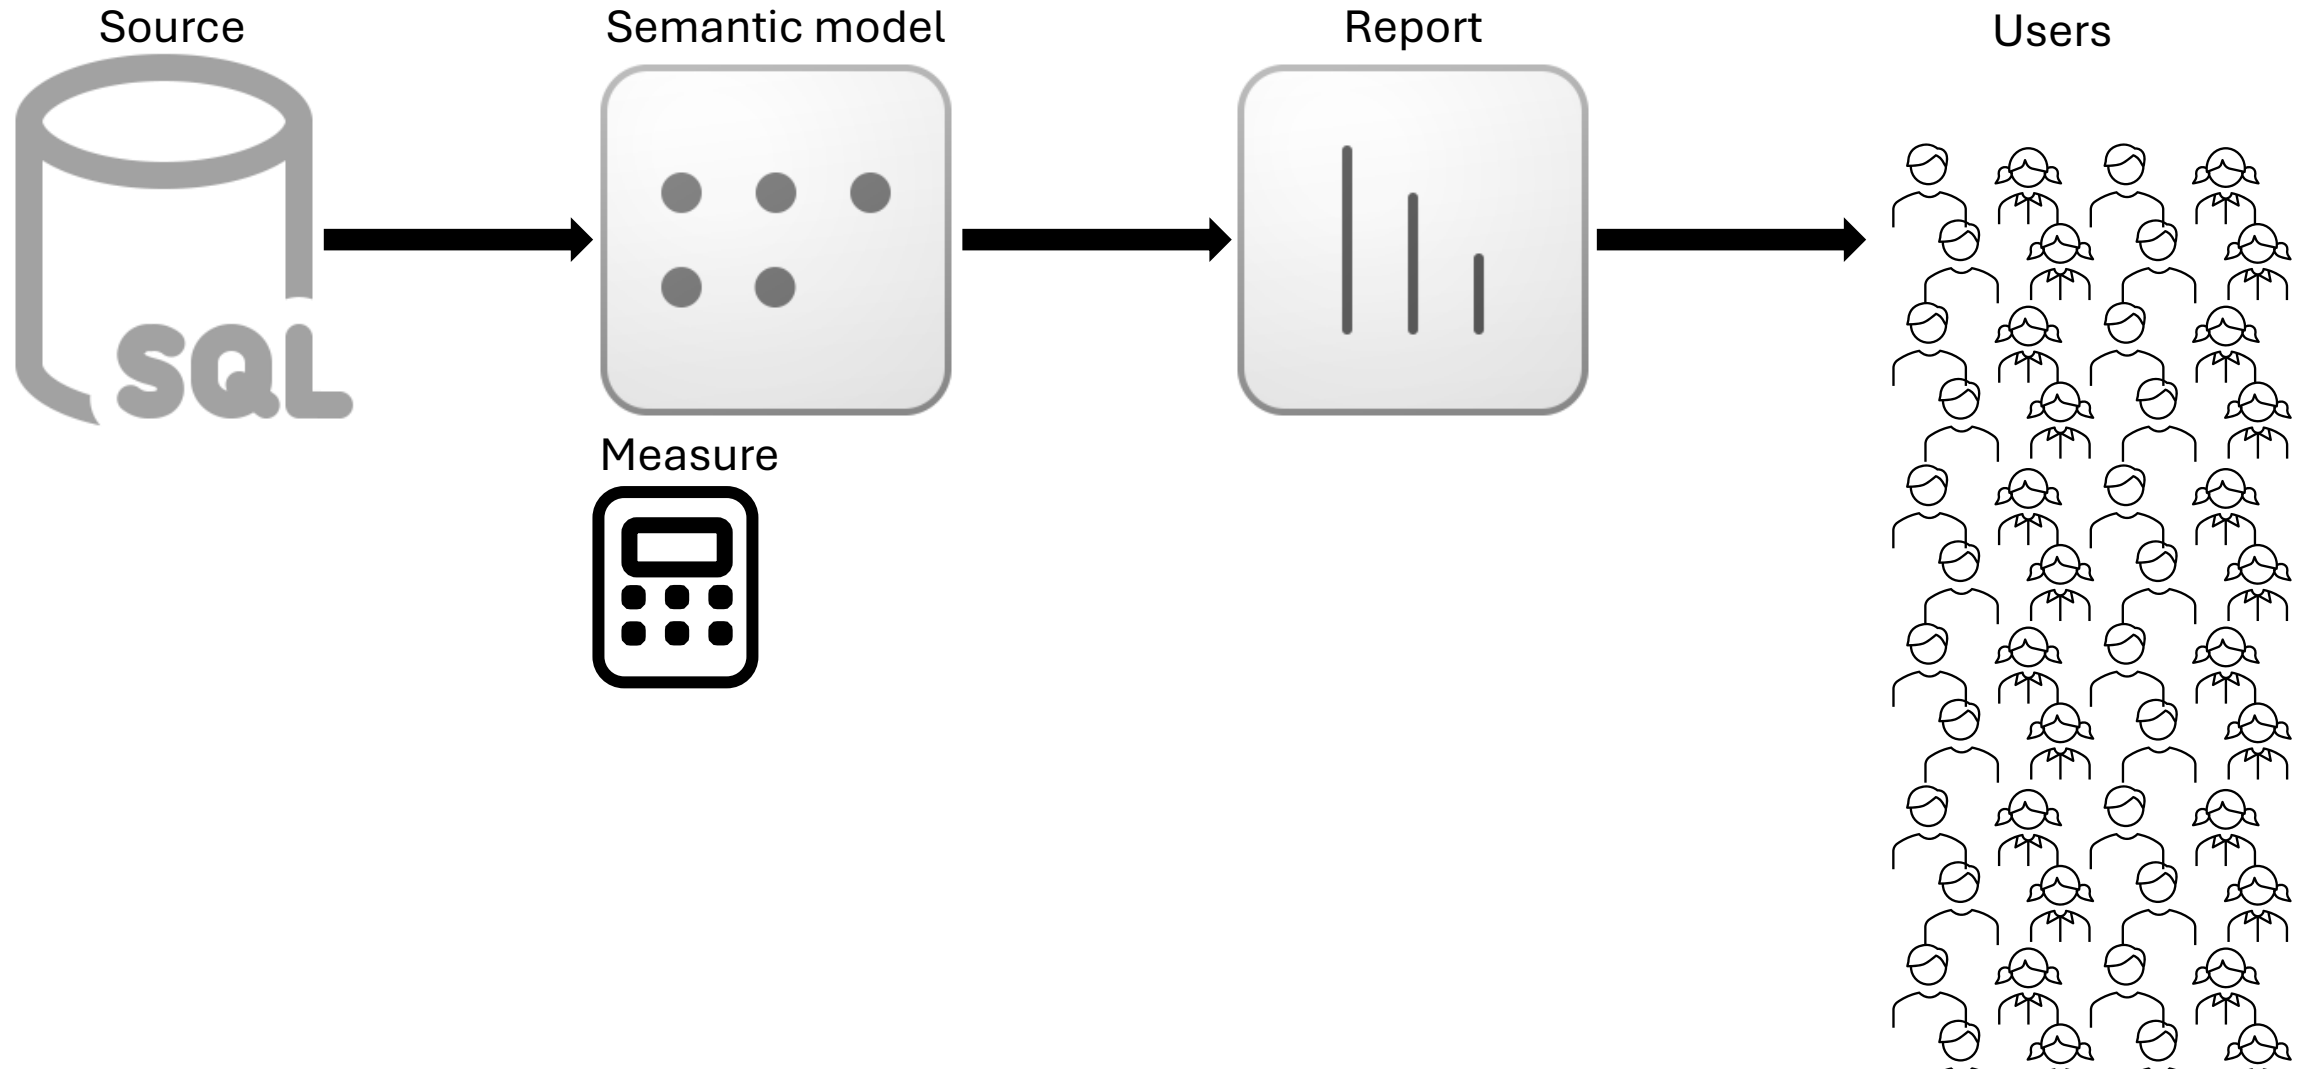 Source
Semantic model
Report
Users
SQL
Measure